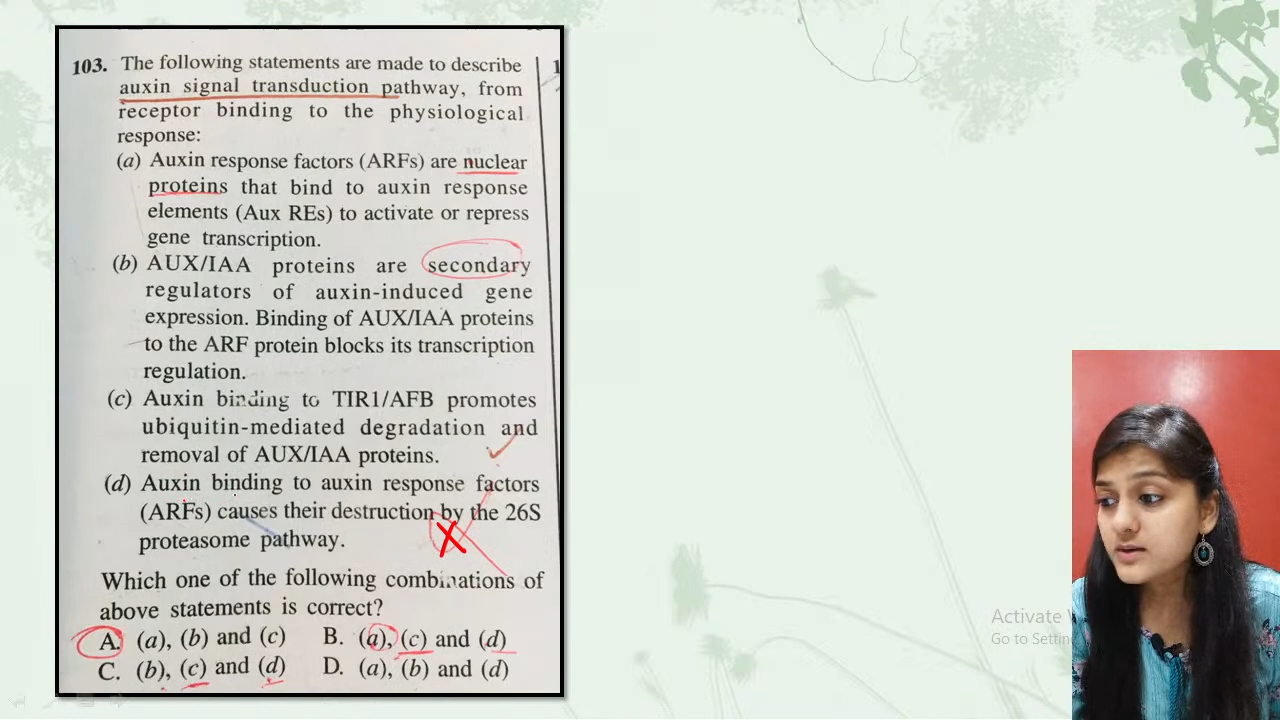 103. The following statements are made to describe
auxin signal transduction pathway, from
receptor binding to the physiological
response:
(a) Auxin response factors (ARFs) are nuclear
proteins that bind to auxin response
elements (Aux REs) to activate or repress
gene transcription.
(b) AUX/IAA proteins are secondary
regulators of auxin-induced gene
expression. Binding of AUX/IAA proteins
to the ARF protein blocks its transcription
regulation.
(c) Auxin binding to TIR1/AFB promotes
ubiquitin-mediated degradation and
removal of AUX/IAA proteins.
(d) Auxin binding to auxin response factors
(ARFs) causes their destruction by the 26S
proteasome pathway.
Which one of the following combinations of
above statements is correct?
A. (a), (b) and (c) B. (a), (c) and (d)
C. (b), (c) and (d) D. (a), (b) and (d)
Activate
Go to Settin